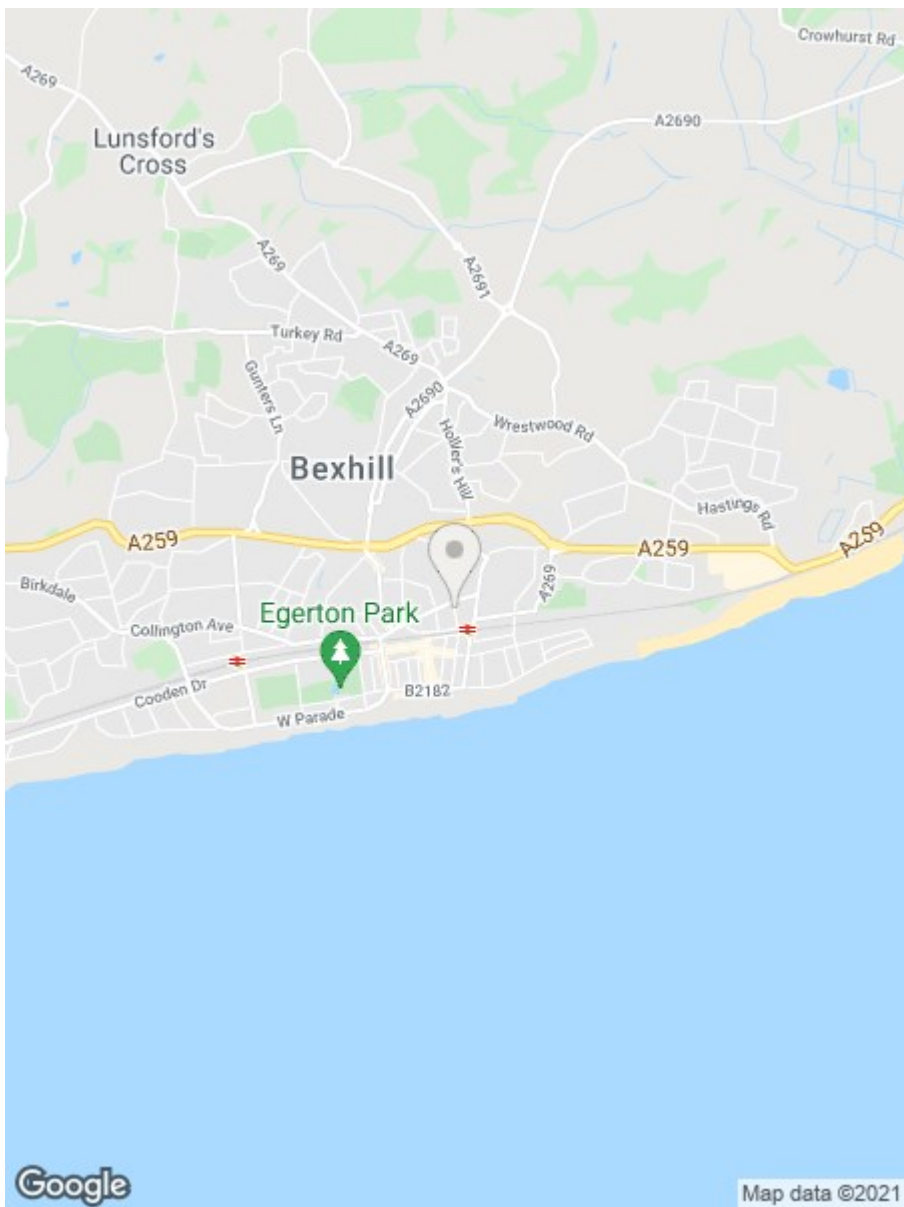 Crowhurst Rd
A269
A2690
Lunsford's
Cross
A269
A2691
Turkey Rd
A269
Gunters Ln
A2690
Wrestwood Rd
Bexhill
Hollier's Hill
Hastings Rd
A259
A259
A259
Birkdale
A269
Egerton Park
Collington Ave
Cooden Dr
B2182
W Parade
Google
Map data ©2021